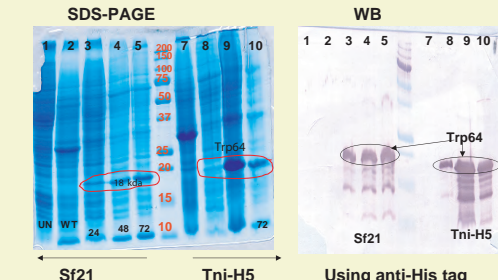 SDS-PAGE
WB
1 2 3 4 5 7 8 9 10
200
150
100
75
50
37
25
20
15
10
Trp64
18 kda
UN WT 24 48 72 72
Sf21 Tni-H5
1 2 3 4 5 7 8 9 10
Trp64
Sf21 Tni-H5
Using anti-His tag